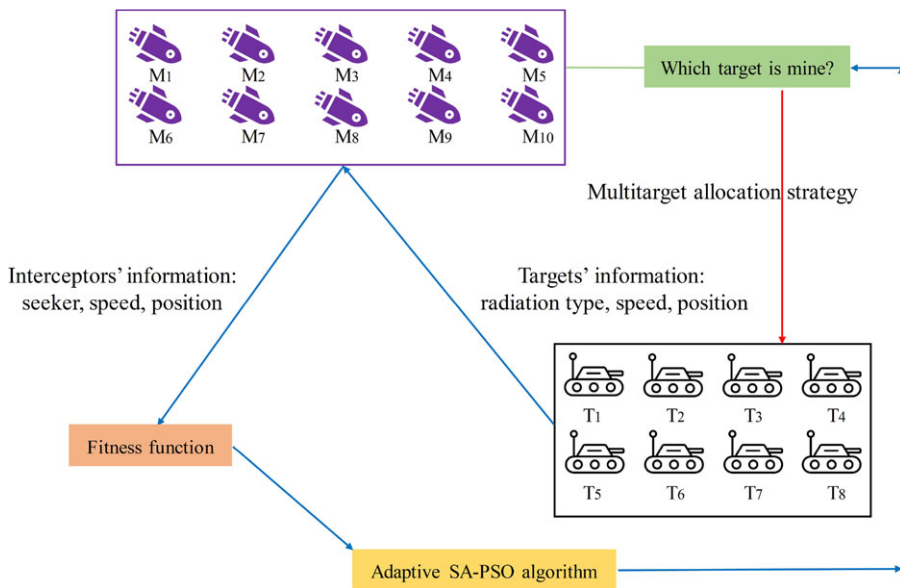 M1 M2 M3 M4 M5
M6 M7 M8 M9 M10
Which target is mine?
Multitarget allocation strategy
Interceptors' information:
seeker, speed, position
Targets' information:
radiation type, speed, position
T1 T2 T3 T4
T5 T6 T7 T8
Fitness function
Adaptive SA-PSO algorithm